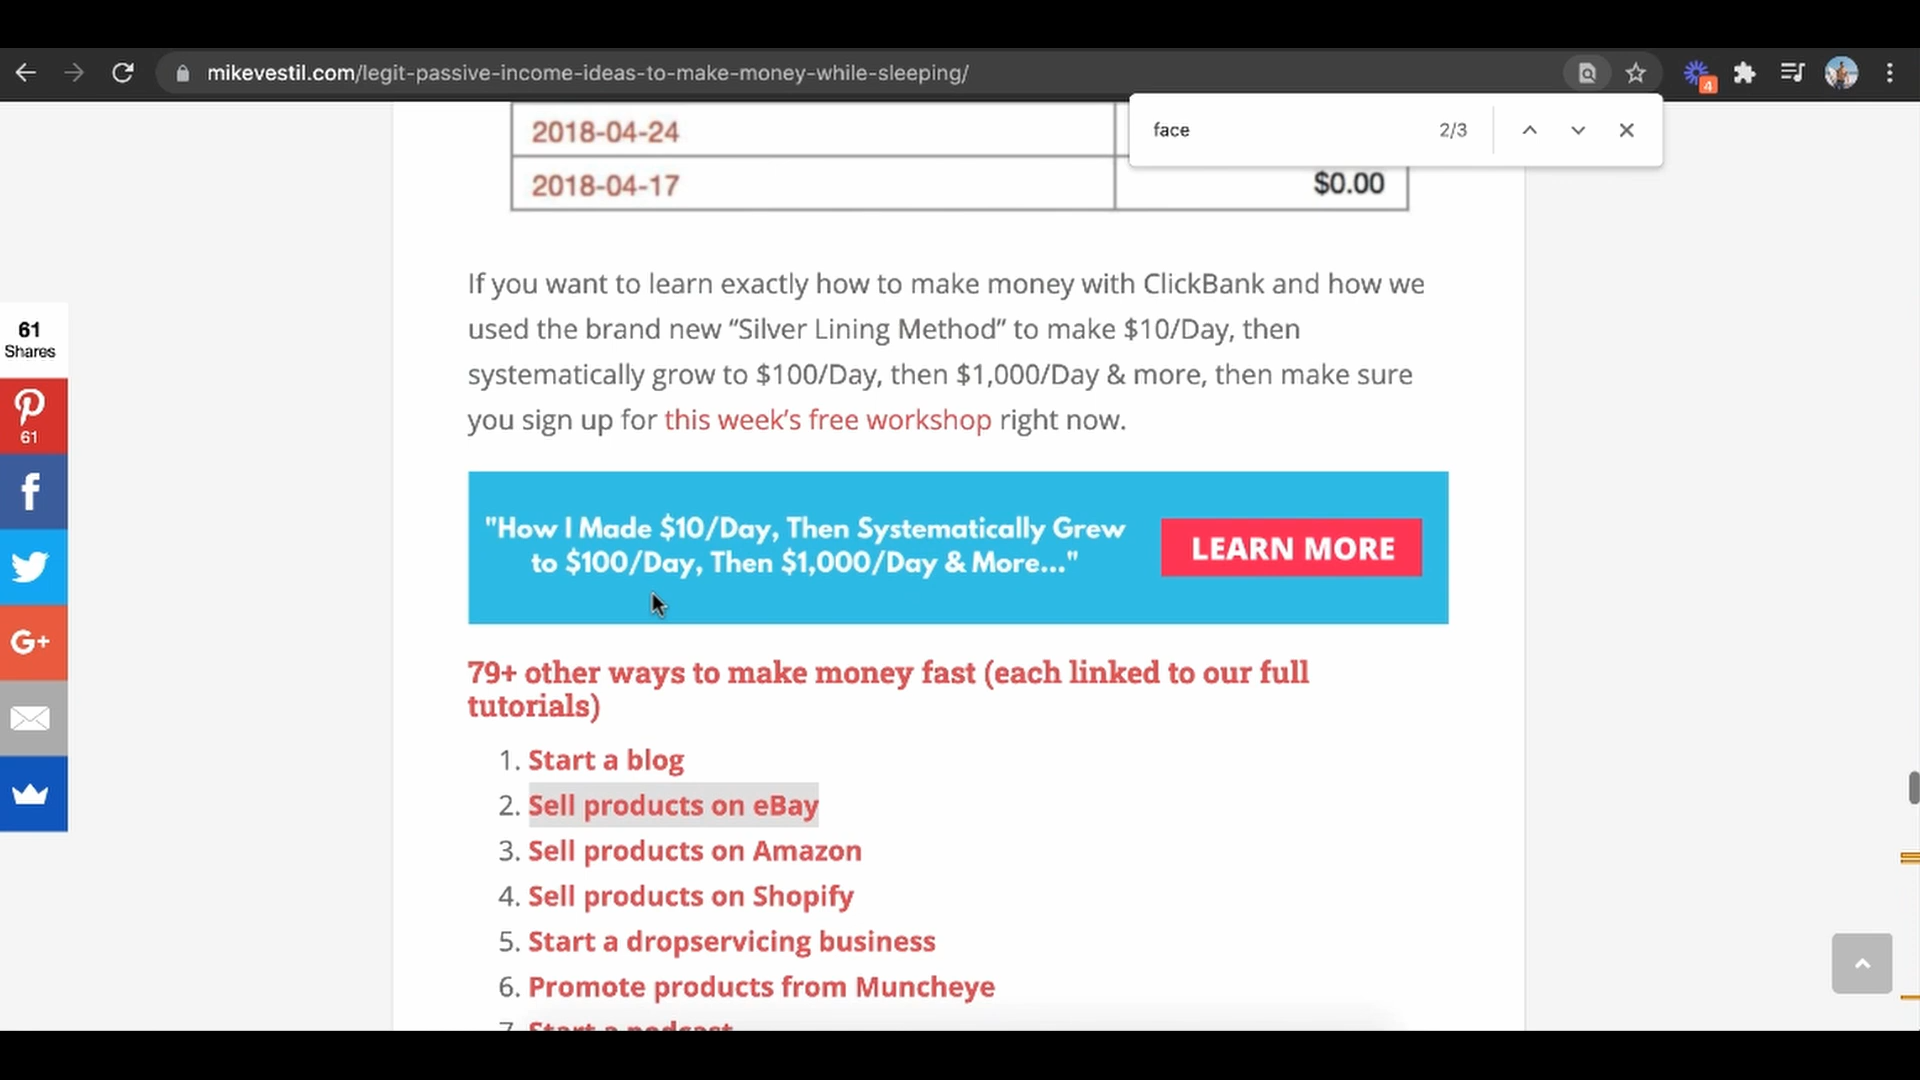 mikevestil.com/legit-passive-income-ideas-to-make-money-while-sleeping/
4
face 2/3
2018-04-24
2018-04-17 $0.00
If you want to learn exactly how to make money with ClickBank and how we
used the brand new “Silver Lining Method” to make $10/Day, then
systematically grow to $100/Day, then $1,000/Day & more, then make sure
you sign up for this week’s free workshop right now.
61
Shares
61
f
G+
"How I Made $10/Day, Then Systematically Grew
to $100/Day, Then $1,000/Day & More..."
LEARN MORE
79+ other ways to make money fast (each linked to our full
tutorials)
1. Start a blog
2. Sell products on eBay
3. Sell products on Amazon
4. Sell products on Shopify
5. Start a dropservicing business
6. Promote products from Muncheye
7. Start a podcast